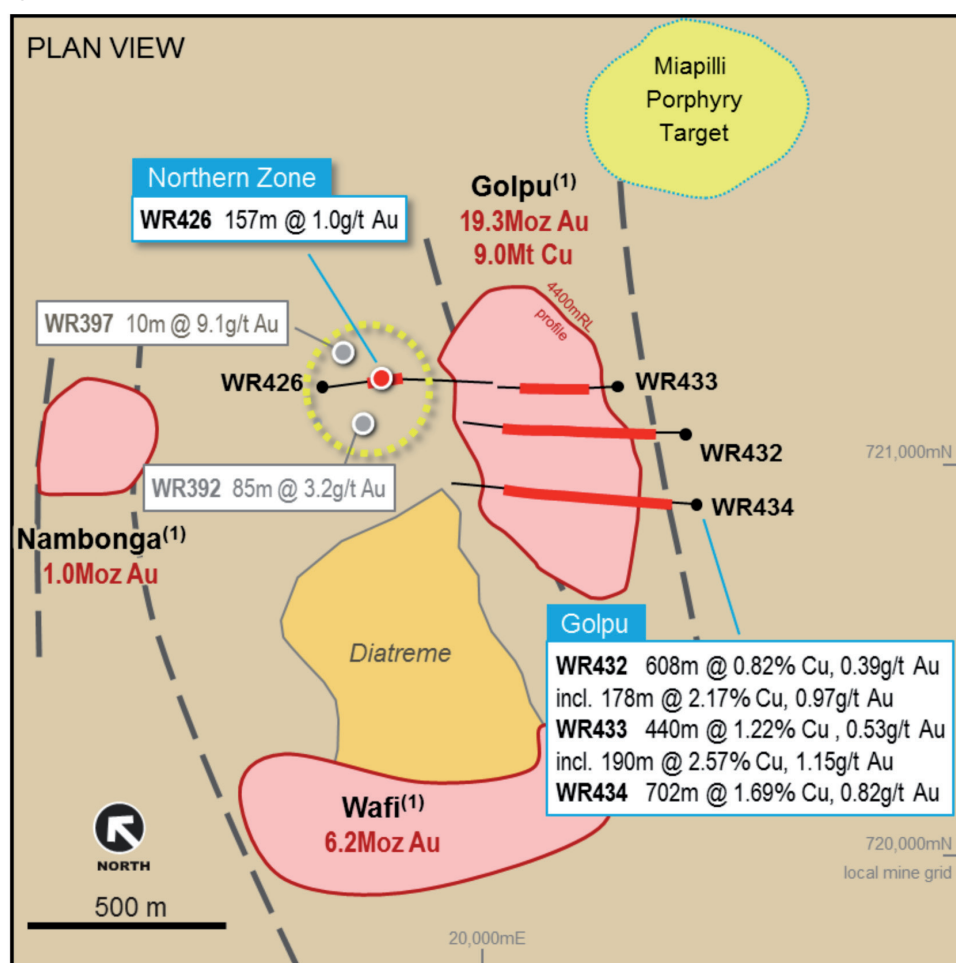 PLAN VIEW
Miapilli
Porphyry
Target
Northern Zone
WR426 157m @ 1.0g/t Au
Golpu(1)
19.3Moz Au
9.0Mt Cu
4400mRL
profile
WR397 10m @ 9.1g/t Au
WR426
WR433
WR432
721,000mN
WR392 85m @ 3.2g/t Au
WR434
Nambonga(1)
1.0Moz Au
Diatreme
Golpu
WR432 608m @ 0.82% Cu, 0.39g/t Au
incl. 178m @ 2.17% Cu, 0.97g/t Au
WR433 440m @ 1.22% Cu , 0.53g/t Au
incl. 190m @ 2.57% Cu, 1.15g/t Au
WR434 702m @ 1.69% Cu, 0.82g/t Au
Wafi(1)
6.2Moz Au
NORTH
720,000mN
local mine grid
500 m
20,000mE